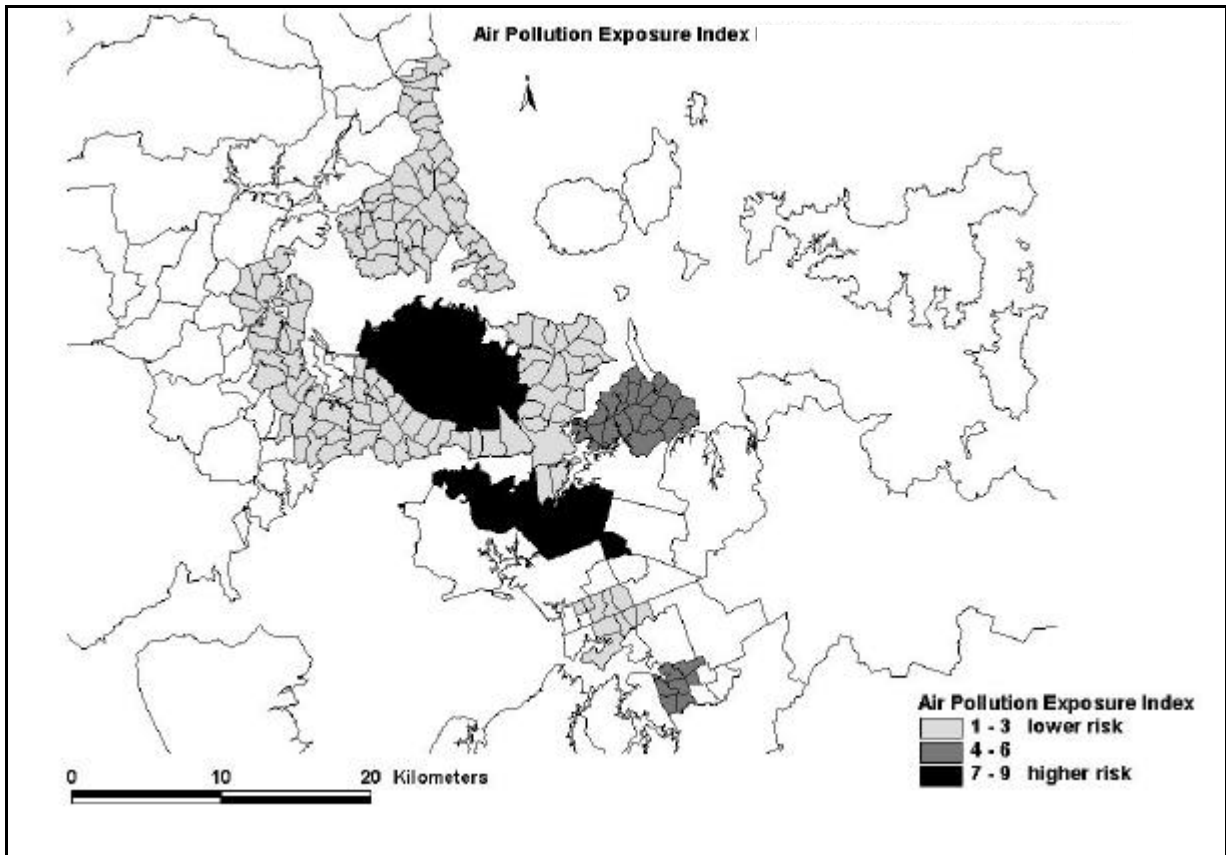 Air Pollution Exposure Index
Air Pollution Exposure Index
1 - 3 lower risk
4 - 6
7 - 9 higher risk
0 10 20 Kilometers